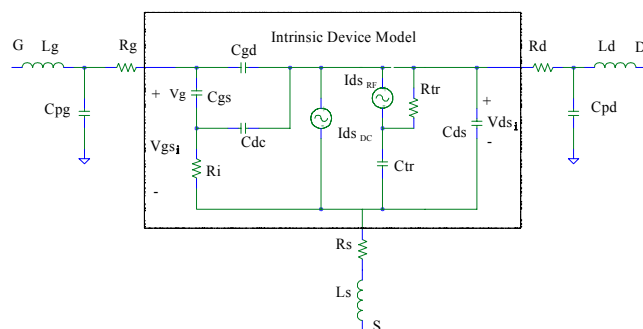 Intrinsic Device Model
G Lg Rg Cgd Rd Ld D
Ids RF Rtr
+ Vg Cgs +
Cpg Cpd
Ids DC Cds Vds i
Vgs i Cdc -
Ri Ctr
-
Rs
Ls
S